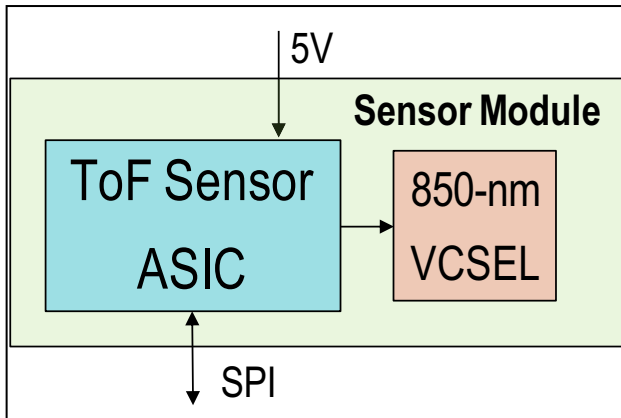 5V
Sensor Module
ToF Sensor
ASIC
850-nm
VCSEL
SPI